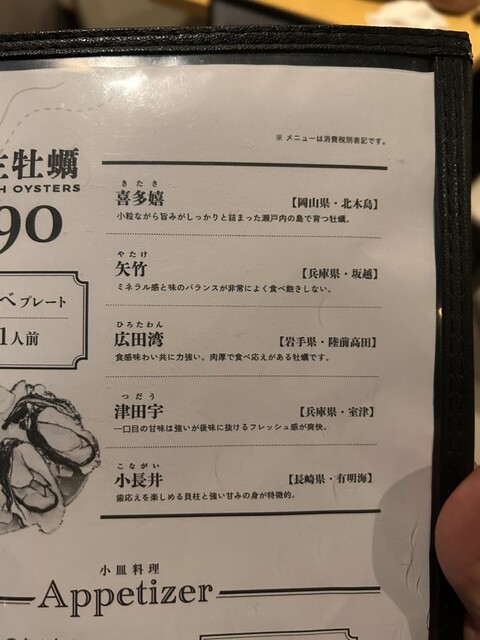 ※ メニューは消費税別表記です。
牡蠣
OYSTERS
90
プレート
1人前
きたき
喜多嬉
【岡山県・北木島】
小粒ながら旨みがしっかりと詰まった瀬戸内の島で育つ牡蠣。
やたけ
矢竹
【兵庫県・坂越】
ミネラル感と味のバランスが非常によく食べ飽きしない。
ひろたわん
広田湾
【岩手県・陸前高田】
食感味わい共に力強い。肉厚で食べ応えがある牡蠣です。
つだう
津田宇
【兵庫県・室津】
一口目の甘味は強いが後味に抜けるフレッシュ感が爽快。
こながい
小長井
【長崎県・有明海】
歯応えを楽しめる貝柱と強い甘みの身が特徴的。
小皿料理
Appetizer